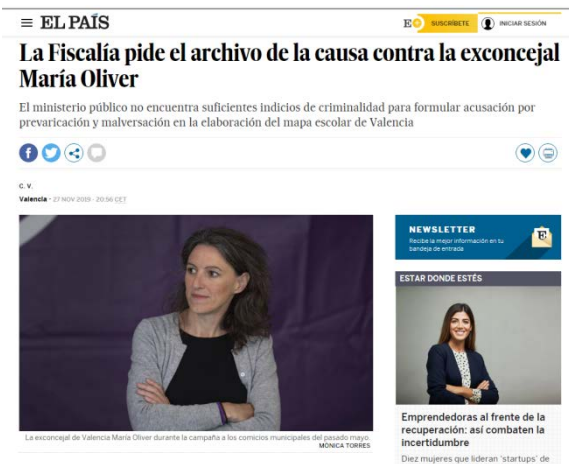 EL PAÍS
E+ SUSCRÍBETE INICIAR SESIÓN
La Fiscalía pide el archivo de la causa contra la exconcejal
María Oliver
El ministerio público no encuentra suficientes indicios de criminalidad para formular acusación por
prevaricación y malversación en la elaboración del mapa escolar de Valencia
C. V.
Valencia - 27 NOV 2019 - 20:56 CET
NEWSLETTER
Recibe la mejor información en tu
bandeja de entrada
E
ESTAR DONDE ESTÉS
La exconcejal de Valencia María Oliver durante la campaña a los comicios municipales del pasado mayo.
MÒNICA TORRES
Emprendedoras al frente de la
recuperación: así combaten la
incertidumbre
Diez mujeres que lideran 'startups' de